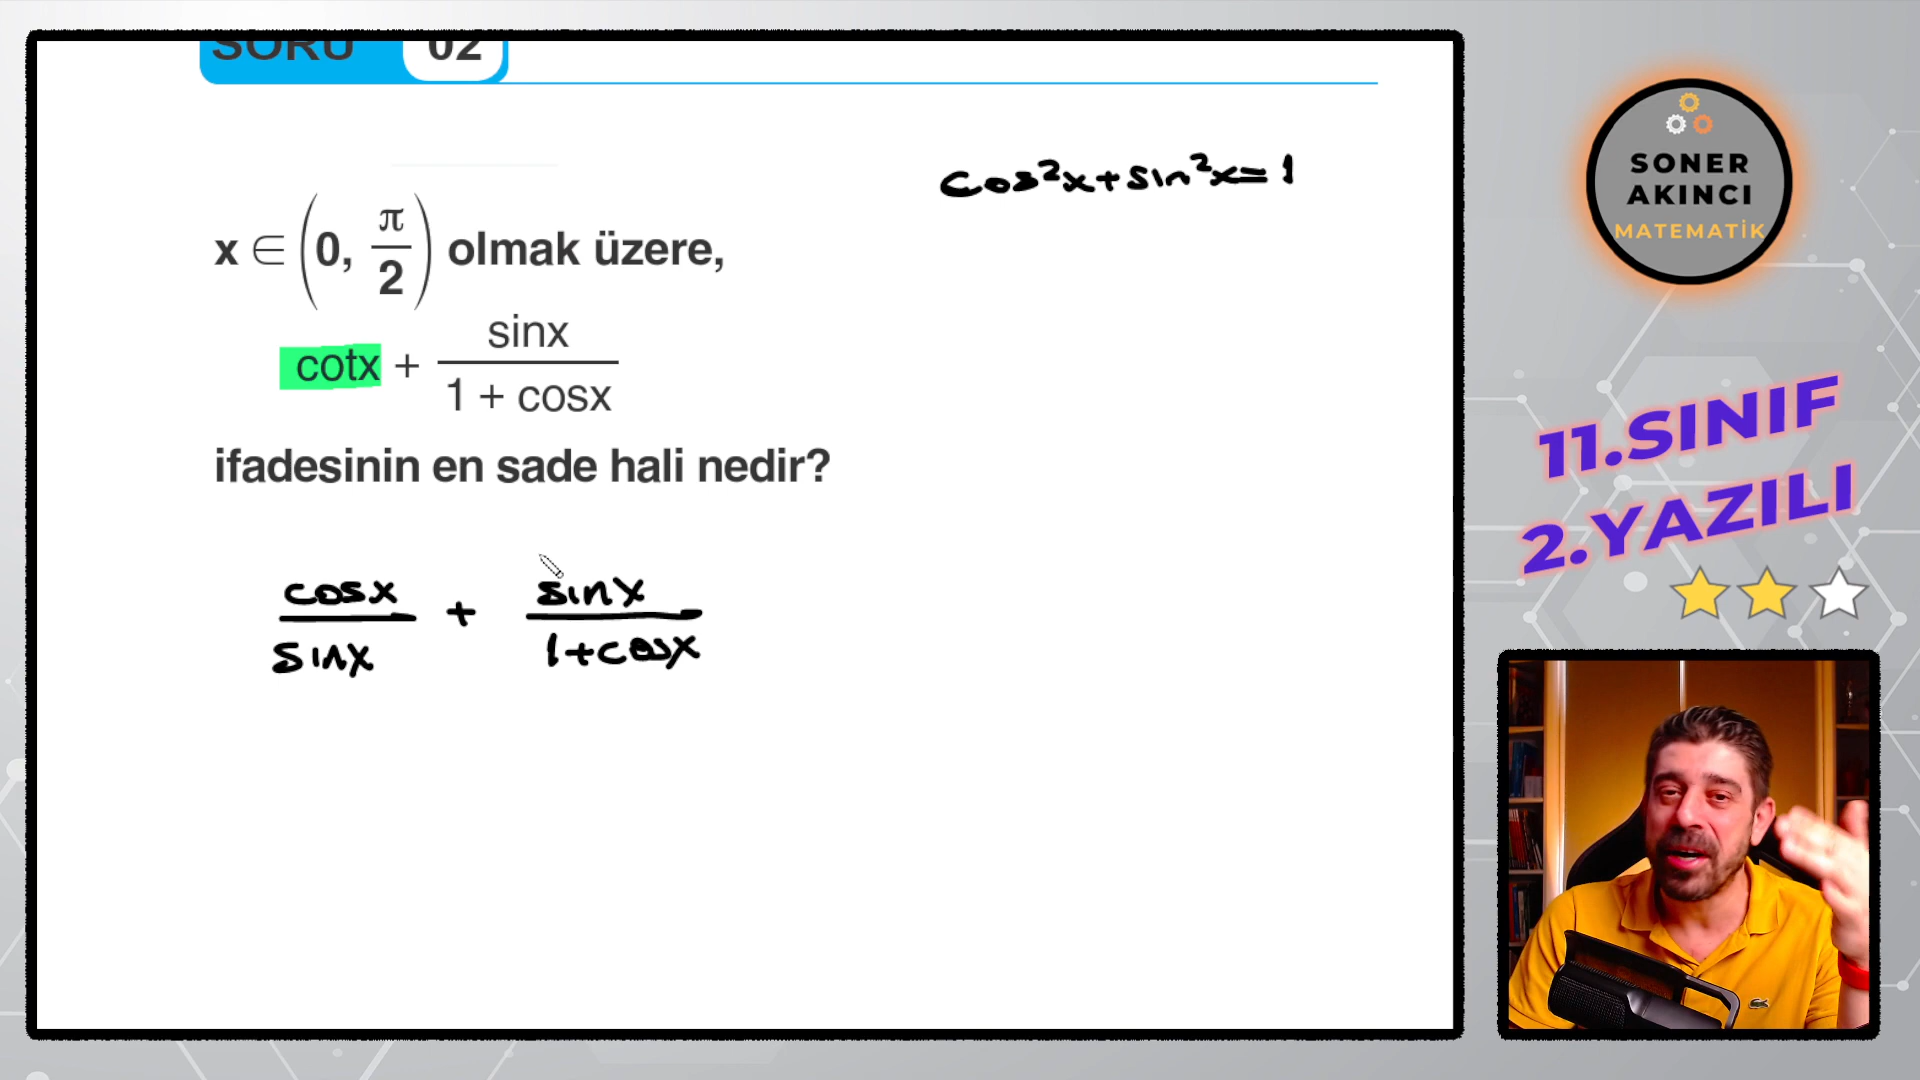 SORU 02
cos²x+sin²x=1
x ∈ (0, π/2) olmak üzere,
cotx + sinx/(1 + cosx)
ifadesinin en sade hali nedir?
cosx/sinx + sinx/(1+cosx)
SONER
AKINCI
MATEMATİK
11.SINIF
2.YAZILI